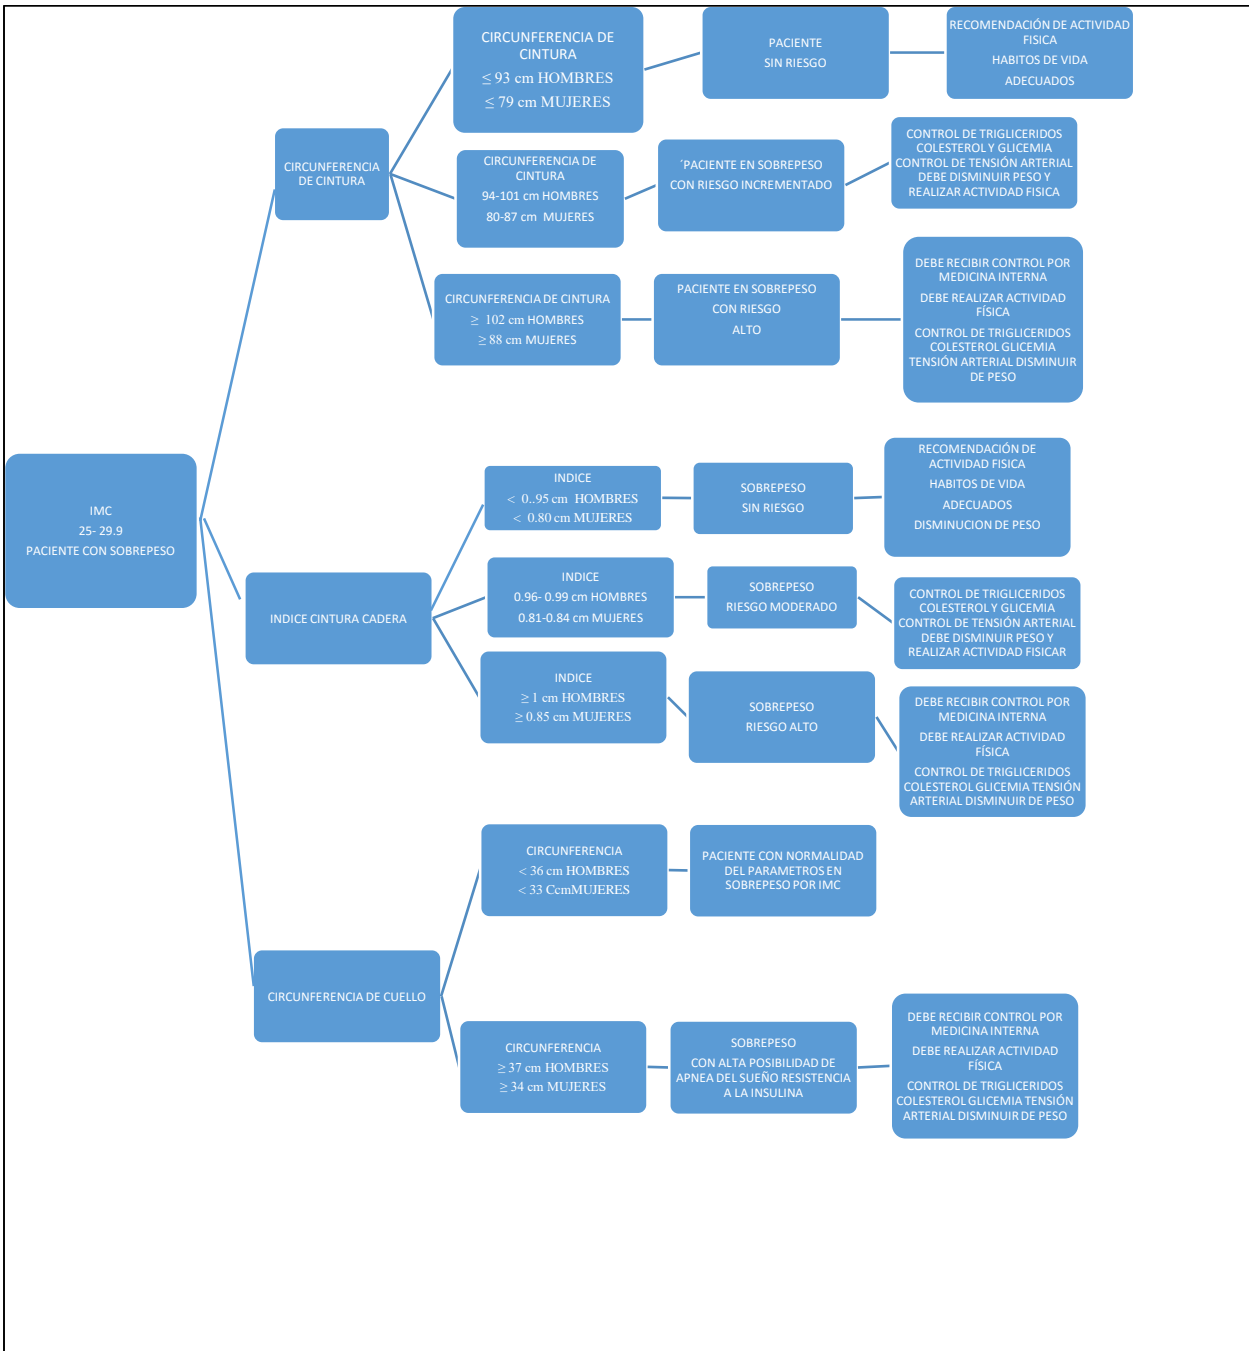 IMC
25- 29.9
PACIENTE CON SOBREPESO
CIRCUNFERENCIA
DE CINTURA
CIRCUNFERENCIA DE
CINTURA
≤ 93 cm HOMBRES
≤ 79 cm MUJERES
PACIENTE
SIN RIESGO
RECOMENDACIÓN DE ACTIVIDAD
FISICA
HABITOS DE VIDA
ADECUADOS
CIRCUNFERENCIA DE
CINTURA
94-101 cm HOMBRES
80-87 cm MUJERES
´PACIENTE EN SOBREPESO
CON RIESGO INCREMENTADO
CONTROL DE TRIGLICERIDOS
COLESTEROL Y GLICEMIA
CONTROL DE TENSIÓN ARTERIAL
DEBE DISMINUIR PESO Y
REALIZAR ACTIVIDAD FISICA
CIRCUNFERENCIA DE CINTURA
≥ 102 cm HOMBRES
≥ 88 cm MUJERES
PACIENTE EN SOBREPESO
CON RIESGO
ALTO
DEBE RECIBIR CONTROL POR
MEDICINA INTERNA
DEBE REALIZAR ACTIVIDAD
FÍSICA
CONTROL DE TRIGLICERIDOS
COLESTEROL GLICEMIA
TENSIÓN ARTERIAL DISMINUIR
DE PESO
INDICE CINTURA CADERA
INDICE
< 0..95 cm HOMBRES
< 0.80 cm MUJERES
SOBREPESO
SIN RIESGO
RECOMENDACIÓN DE
ACTIVIDAD FISICA
HABITOS DE VIDA
ADECUADOS
DISMINUCION DE PESO
INDICE
0.96- 0.99 cm HOMBRES
0.81-0.84 cm MUJERES
SOBREPESO
RIESGO MODERADO
CONTROL DE TRIGLICERIDOS
COLESTEROL Y GLICEMIA
CONTROL DE TENSIÓN ARTERIAL
DEBE DISMINUIR PESO Y
REALIZAR ACTIVIDAD FISICAR
INDICE
≥ 1 cm HOMBRES
≥ 0.85 cm MUJERES
SOBREPESO
RIESGO ALTO
DEBE RECIBIR CONTROL POR
MEDICINA INTERNA
DEBE REALIZAR ACTIVIDAD
FÍSICA
CONTROL DE TRIGLICERIDOS
COLESTEROL GLICEMIA TENSIÓN
ARTERIAL DISMINUIR DE PESO
CIRCUNFERENCIA DE CUELLO
CIRCUNFERENCIA
< 36 cm HOMBRES
< 33 CcmMUJERES
PACIENTE CON NORMALIDAD
DEL PARAMETROS EN
SOBREPESO POR IMC
CIRCUNFERENCIA
≥ 37 cm HOMBRES
≥ 34 cm MUJERES
SOBREPESO
CON ALTA POSIBILIDAD DE
APNEA DEL SUEÑO RESISTENCIA
A LA INSULINA
DEBE RECIBIR CONTROL POR
MEDICINA INTERNA
DEBE REALIZAR ACTIVIDAD
FÍSICA
CONTROL DE TRIGLICERIDOS
COLESTEROL GLICEMIA TENSIÓN
ARTERIAL DISMINUIR DE PESO